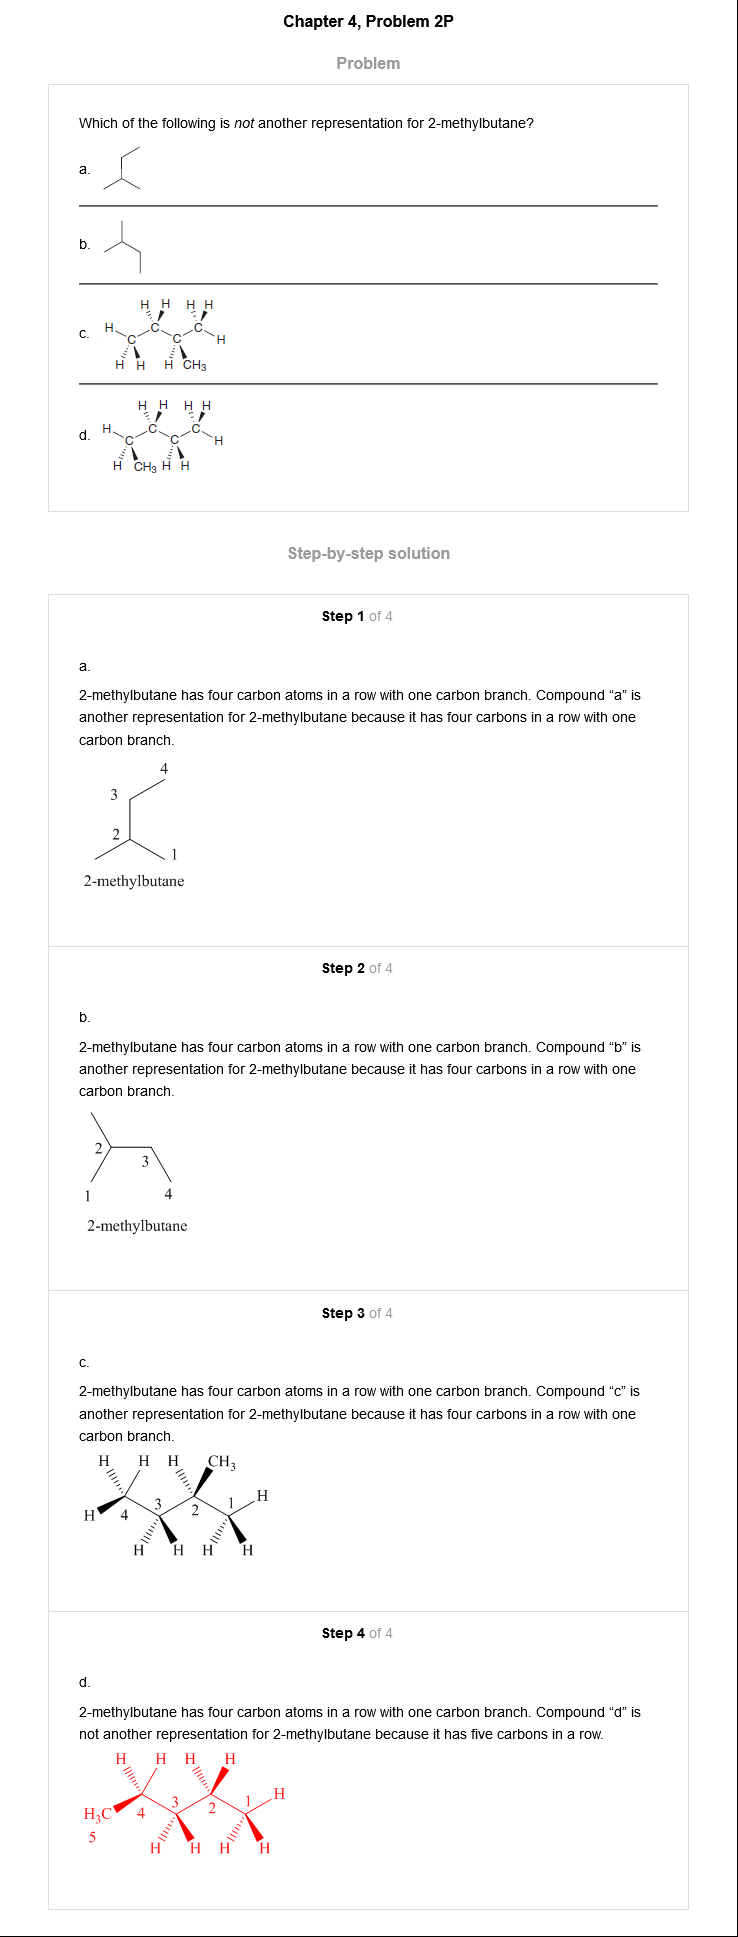 Chapter 4, Problem 2P
Problem
Which of the following is not another representation for 2-methylbutane?
a.
b.
c.
H H H H
H C C H
C C
H H H CH3
d.
H H H H
H C C H
C C
H CH3 H H
Step-by-step solution
Step 1 of 4
a.
2-methylbutane has four carbon atoms in a row with one carbon branch. Compound “a” is
another representation for 2-methylbutane because it has four carbons in a row with one
carbon branch.
4
3
2
1
2-methylbutane
Step 2 of 4
b.
2-methylbutane has four carbon atoms in a row with one carbon branch. Compound “b” is
another representation for 2-methylbutane because it has four carbons in a row with one
carbon branch.
2
3
1 4
2-methylbutane
Step 3 of 4
c.
2-methylbutane has four carbon atoms in a row with one carbon branch. Compound “c” is
another representation for 2-methylbutane because it has four carbons in a row with one
carbon branch.
H H H CH3
H
3 1
H 4 2
H H H H
Step 4 of 4
d.
2-methylbutane has four carbon atoms in a row with one carbon branch. Compound “d” is
not another representation for 2-methylbutane because it has five carbons in a row.
H H H H
H
3 1
H3C 4 2
5
H H H H